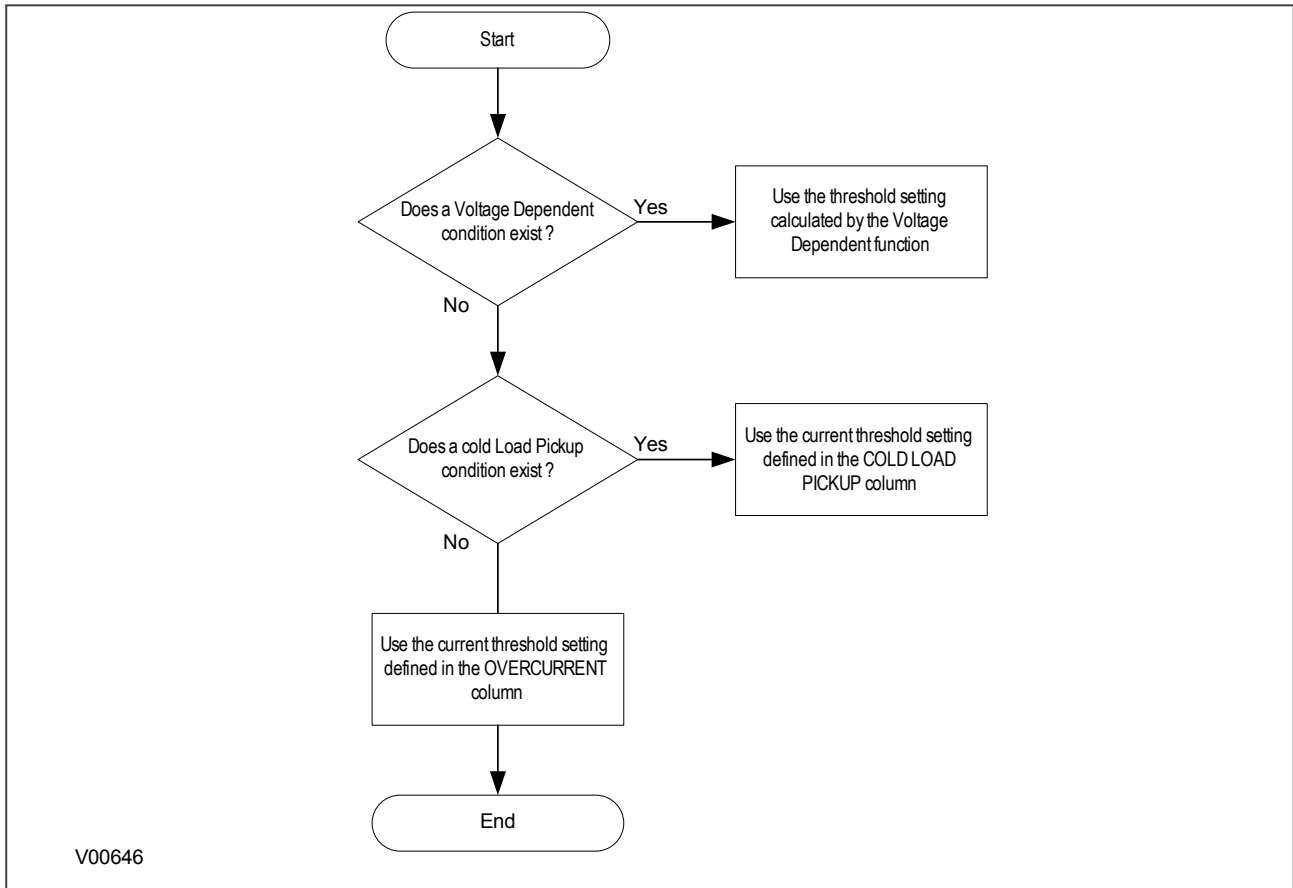 Start
Does a Voltage Dependent
condition exist ?
Yes
Use the threshold setting
calculated by the Voltage
Dependent function
No
Does a cold Load Pickup
condition exist ?
Yes
Use the current threshold setting
defined in the COLD LOAD
PICKUP column
No
Use the current threshold setting
defined in the OVERCURRENT
column
End
V00646